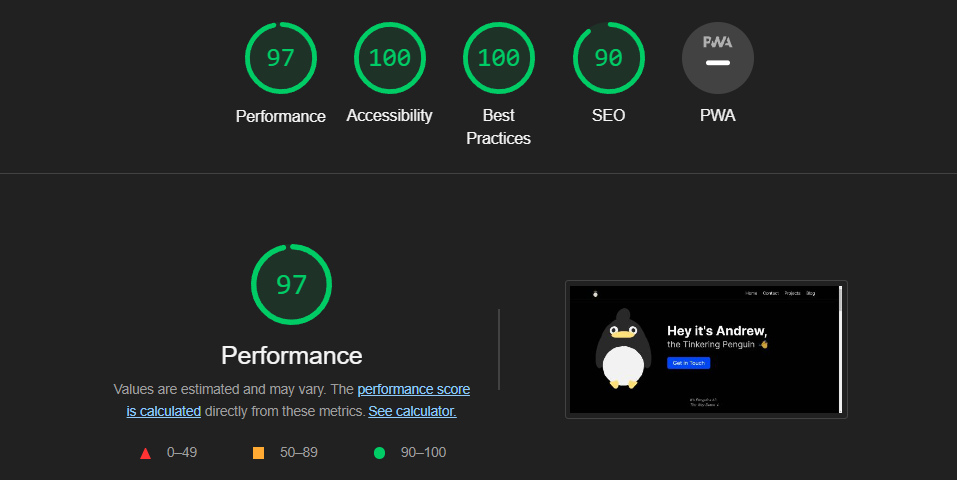 97
100
100
90
PWA
Performance
Accessibility
Best
Practices
SEO
PWA
97
Performance
Values are estimated and may vary. The performance score
is calculated directly from these metrics. See calculator.
0–49
50–89
90–100
Home Contact Projects Blog
Hey it's Andrew,
the Tinkering Penguin
Get in Touch